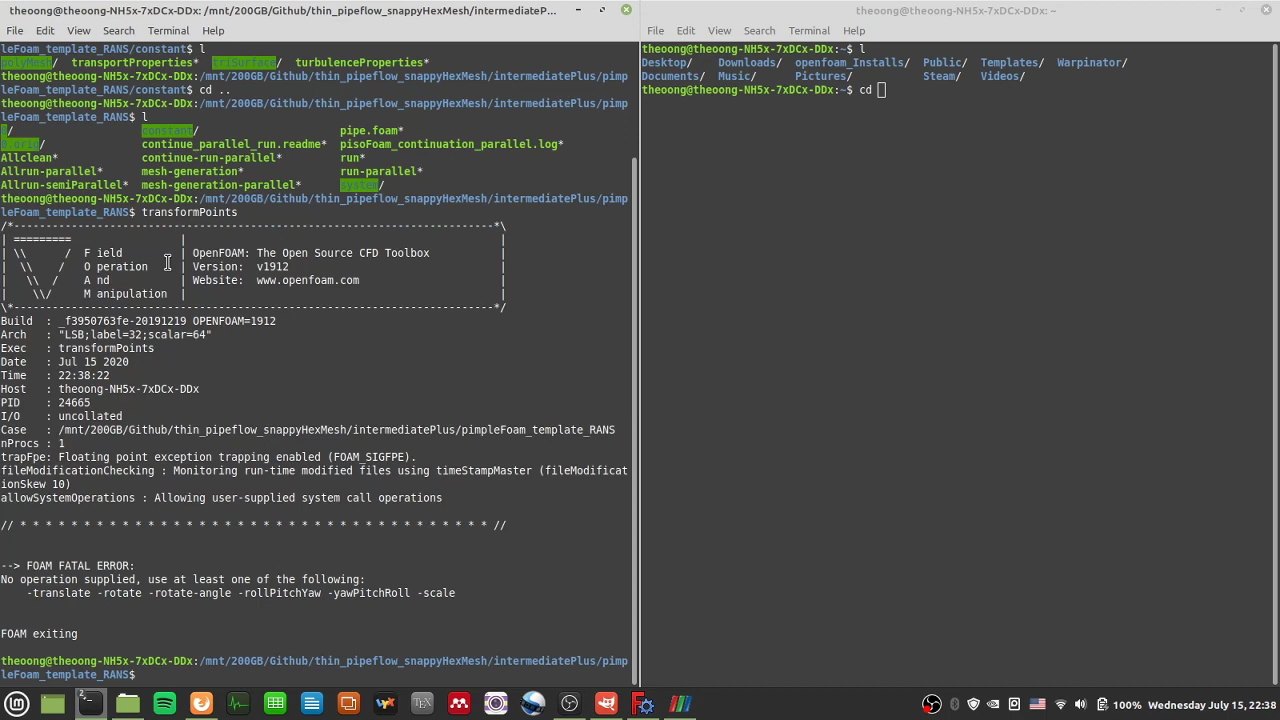 theoong@theoong-NH5x-7xDCx-DDx: /mnt/200GB/Github/thin_pipeflow_snappyHexMesh/intermediateP...
File Edit View Search Terminal Help
leFoam_template_RANS/constant$ l
polyMesh/ transportProperties* triSurface/ turbulenceProperties*
theoong@theoong-NH5x-7xDCx-DDx:/mnt/200GB/Github/thin_pipeflow_snappyHexMesh/intermediatePlus/pimp
leFoam_template_RANS/constant$ cd ..
theoong@theoong-NH5x-7xDCx-DDx:/mnt/200GB/Github/thin_pipeflow_snappyHexMesh/intermediatePlus/pimp
leFoam_template_RANS$ l
0/ constant/ pipe.foam*
0.orig/ continue_parallel_run.readme* pisoFoam_continuation_parallel.log*
Allclean* continue-run-parallel* run*
Allrun-parallel* mesh-generation* run-parallel*
Allrun-semiParallel* mesh-generation-parallel* system/
theoong@theoong-NH5x-7xDCx-DDx:/mnt/200GB/Github/thin_pipeflow_snappyHexMesh/intermediatePlus/pimp
leFoam_template_RANS$ transformPoints
/*---------------------------------------------------------------------------*\
| ========= | |
| \\ / F ield | OpenFOAM: The Open Source CFD Toolbox |
| \\ / O peration | Version: v1912 |
| \\ / A nd | Website: www.openfoam.com |
| \\/ M anipulation | |
\*---------------------------------------------------------------------------*/
Build : _f3950763fe-20191219 OPENFOAM=1912
Arch : "LSB;label=32;scalar=64"
Exec : transformPoints
Date : Jul 15 2020
Time : 22:38:22
Host : theoong-NH5x-7xDCx-DDx
PID : 24665
I/O : uncollated
Case : /mnt/200GB/Github/thin_pipeflow_snappyHexMesh/intermediatePlus/pimpleFoam_template_RANS
nProcs : 1
trapFpe: Floating point exception trapping enabled (FOAM_SIGFPE).
fileModificationChecking : Monitoring run-time modified files using timeStampMaster (fileModificat
ionSkew 10)
allowSystemOperations : Allowing user-supplied system call operations
// * * * * * * * * * * * * * * * * * * * * * * * * * * * * * * * * * * * * * //
--> FOAM FATAL ERROR:
No operation supplied, use at least one of the following:
-translate -rotate -rotate-angle -rollPitchYaw -yawPitchRoll -scale
FOAM exiting
theoong@theoong-NH5x-7xDCx-DDx:/mnt/200GB/Github/thin_pipeflow_snappyHexMesh/intermediatePlus/pimp
leFoam_template_RANS$
theoong@theoong-NH5x-7xDCx-DDx: ~
File Edit View Search Terminal Help
theoong@theoong-NH5x-7xDCx-DDx:~$ l
Desktop/ Downloads/ openfoam_Installs/ Public/ Templates/ Warpinator/
Documents/ Music/ Pictures/ Steam/ Videos/
theoong@theoong-NH5x-7xDCx-DDx:~$ cd
2
TEX
100% Wednesday July 15, 22:38